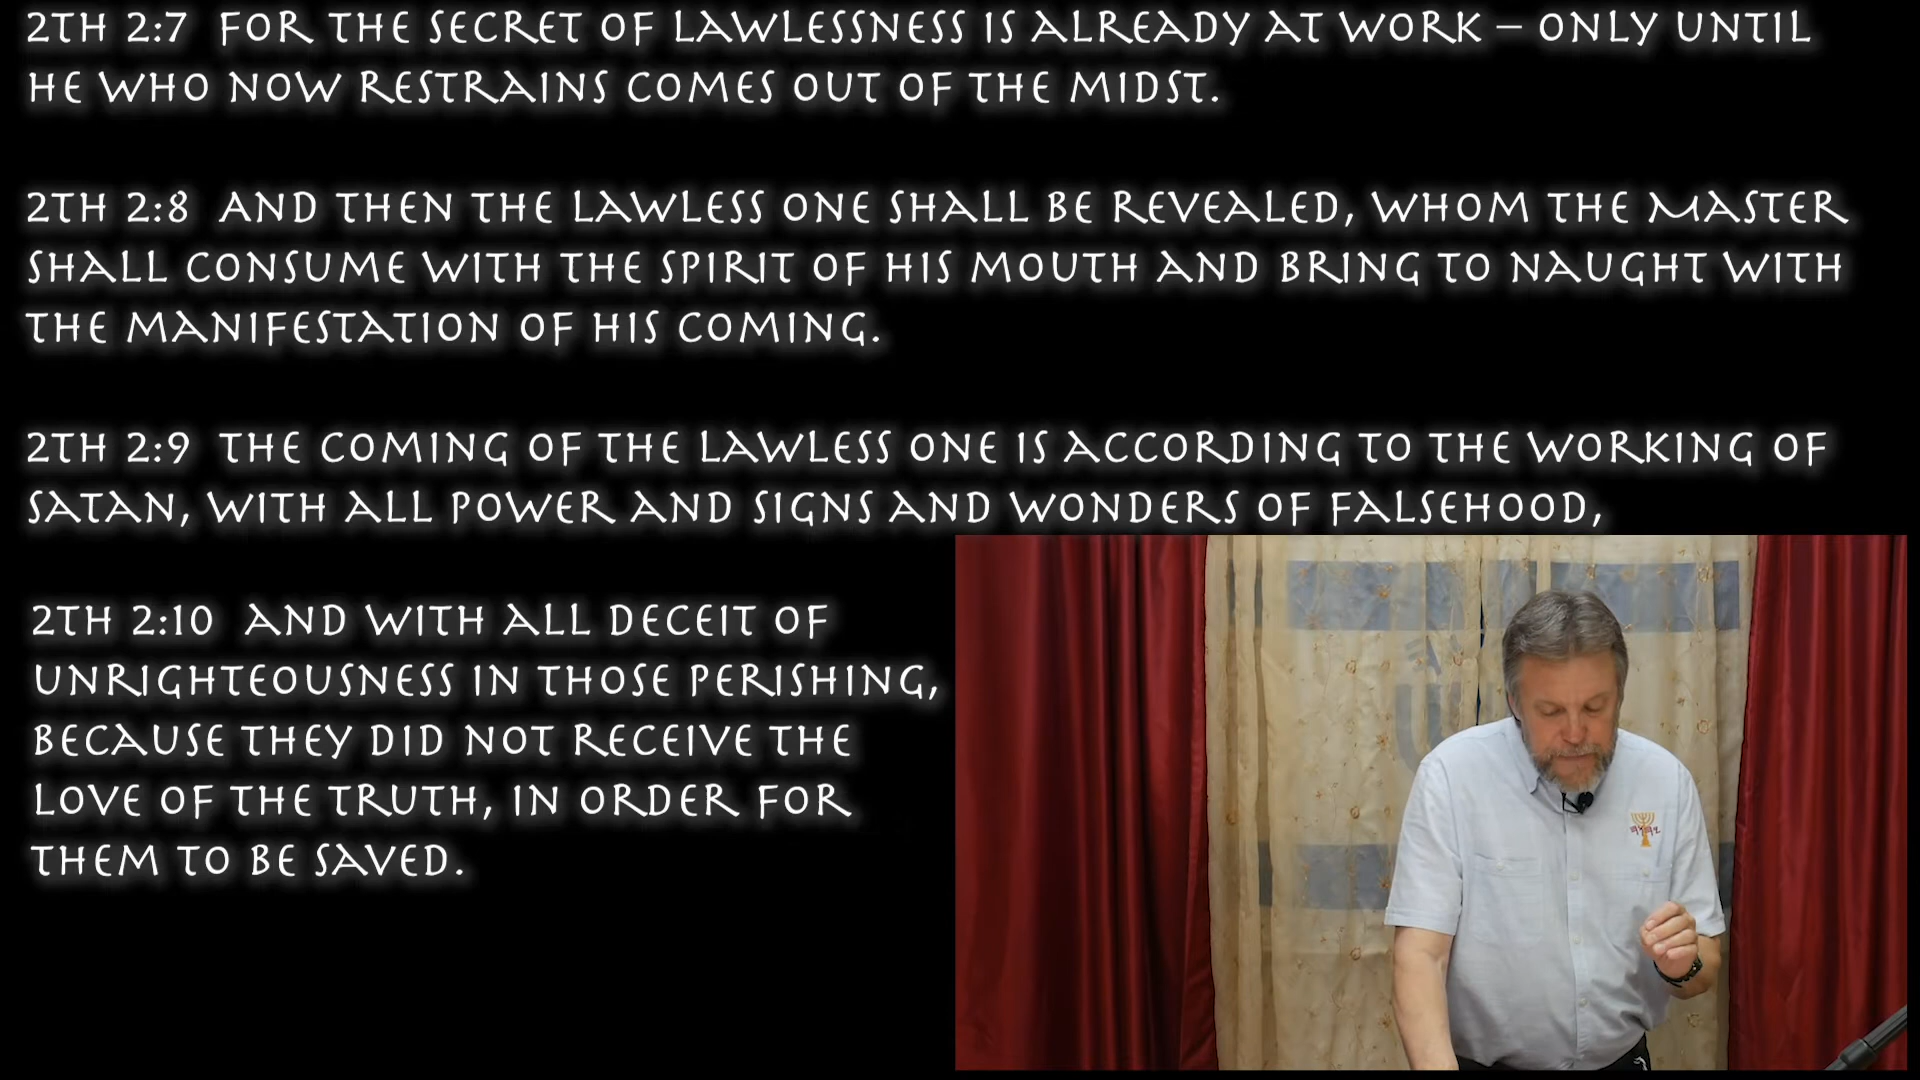 2TH 2:7 FOR THE SECRET OF LAWLESSNESS IS ALREADY AT WORK – ONLY UNTIL
HE WHO NOW RESTRAINS COMES OUT OF THE MIDST.
2TH 2:8 AND THEN THE LAWLESS ONE SHALL BE REVEALED, WHOM THE MASTER
SHALL CONSUME WITH THE SPIRIT OF HIS MOUTH AND BRING TO NAUGHT WITH
THE MANIFESTATION OF HIS COMING.
2TH 2:9 THE COMING OF THE LAWLESS ONE IS ACCORDING TO THE WORKING OF
SATAN, WITH ALL POWER AND SIGNS AND WONDERS OF FALSEHOOD,
2TH 2:10 AND WITH ALL DECEIT OF
UNRIGHTEOUSNESS IN THOSE PERISHING,
BECAUSE THEY DID NOT RECEIVE THE
LOVE OF THE TRUTH, IN ORDER FOR
THEM TO BE SAVED.